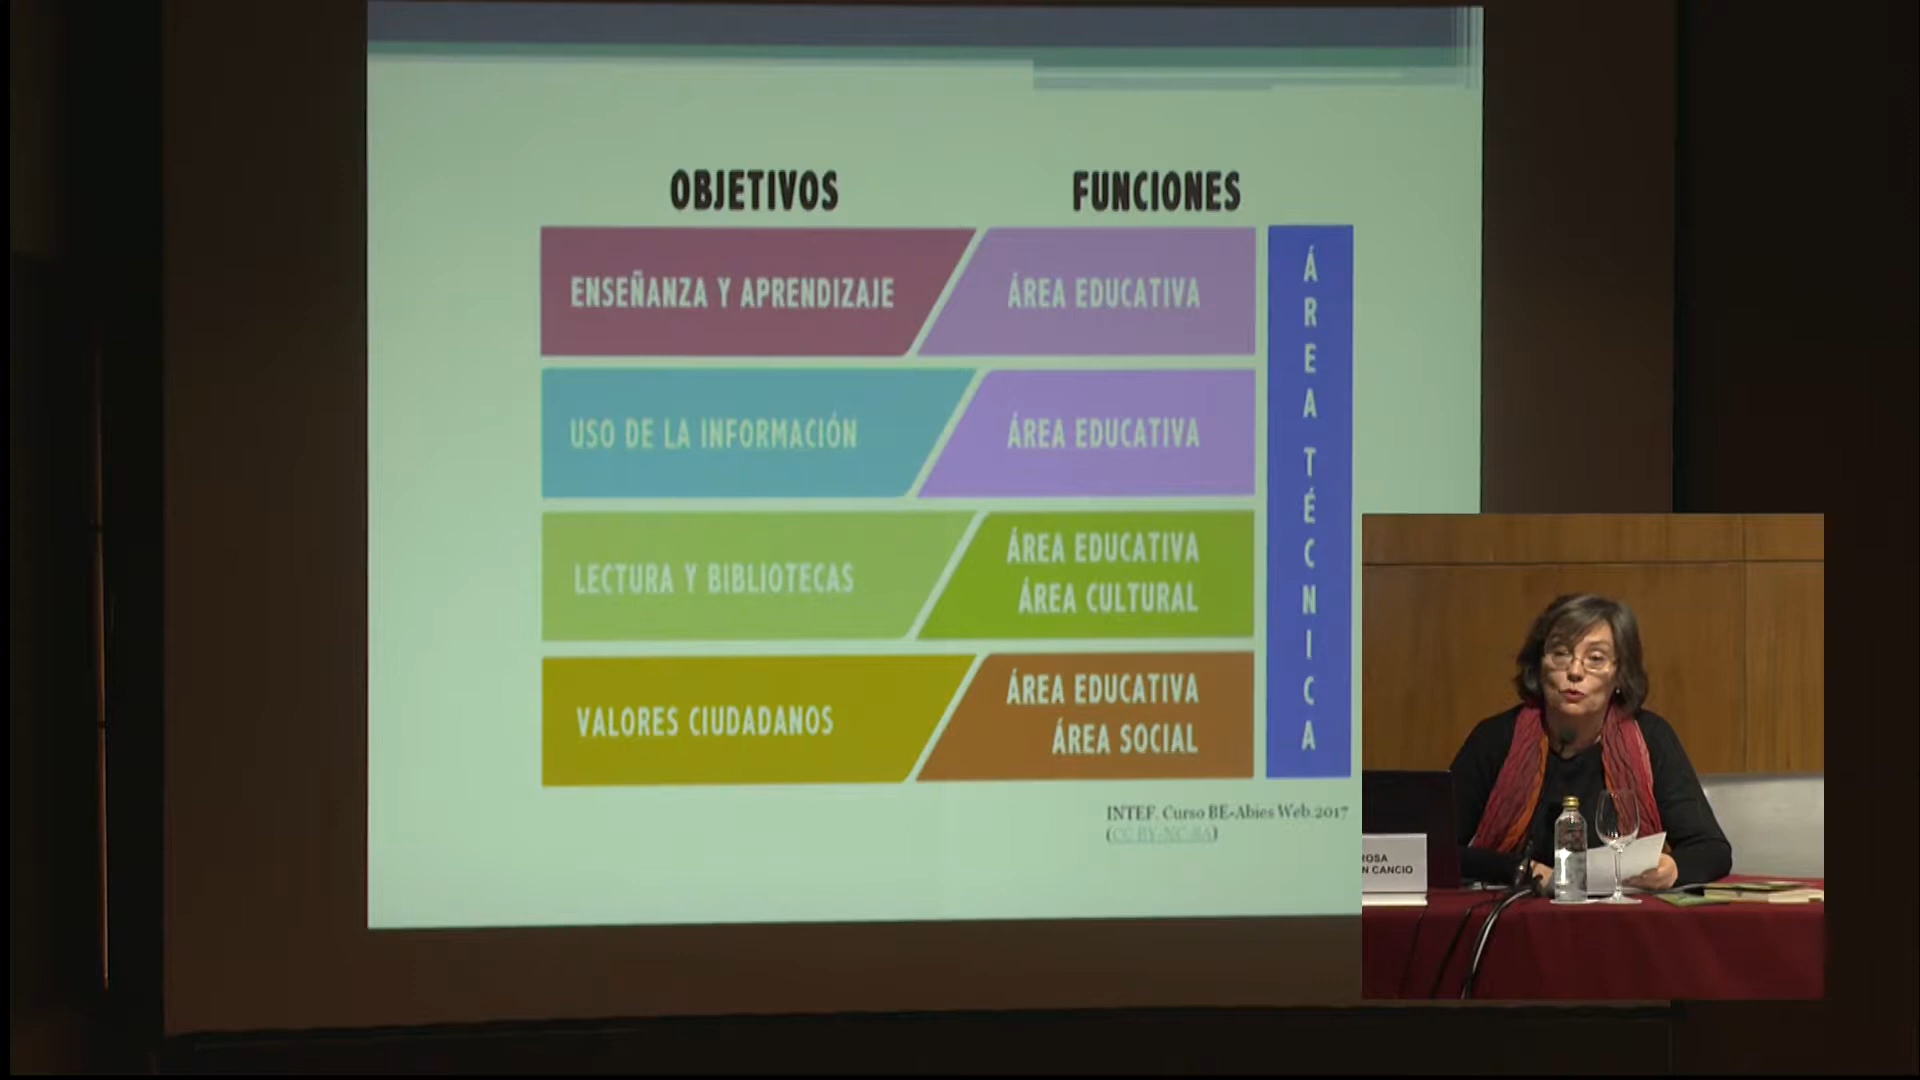 OBJETIVOS
FUNCIONES
ENSEÑANZA Y APRENDIZAJE
ÁREA EDUCATIVA
USO DE LA INFORMACIÓN
ÁREA EDUCATIVA
LECTURA Y BIBLIOTECAS
ÁREA EDUCATIVA
ÁREA CULTURAL
VALORES CIUDADANOS
ÁREA EDUCATIVA
ÁREA SOCIAL
ÁREA TÉCNICA
INTEF. Curso BE-Abies Web.2017
(CC BY-NC-SA)
ROSA
N CANCIO